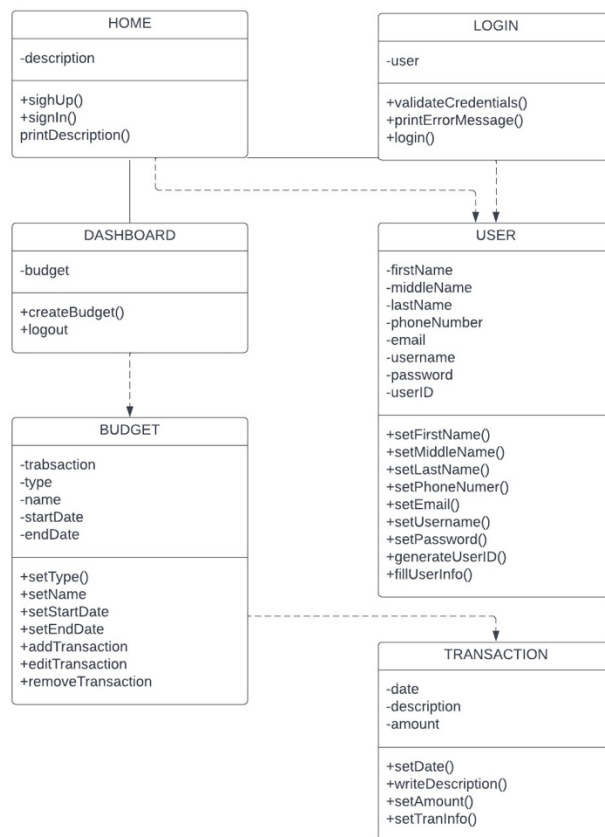 HOME
-description
+sighUp()
+signIn()
printDescription()
LOGIN
-user
+validateCredentials()
+printErrorMessage()
+login()
DASHBOARD
-budget
+createBudget()
+logout
USER
-firstName
-middleName
-lastName
-phoneNumber
-email
-username
-password
-userID
+setFirstName()
+setMiddleName()
+setLastName()
+setPhoneNumer()
+setEmail()
+setUsername()
+setPassword()
+generateUserID()
+fillUserInfo()
BUDGET
-trabsaction
-type
-name
-startDate
-endDate
+setType()
+setName
+setStartDate
+setEndDate
+addTransaction
+editTransaction
+removeTransaction
TRANSACTION
-date
-description
-amount
+setDate()
+writeDescription()
+setAmount()
+setTranInfo()